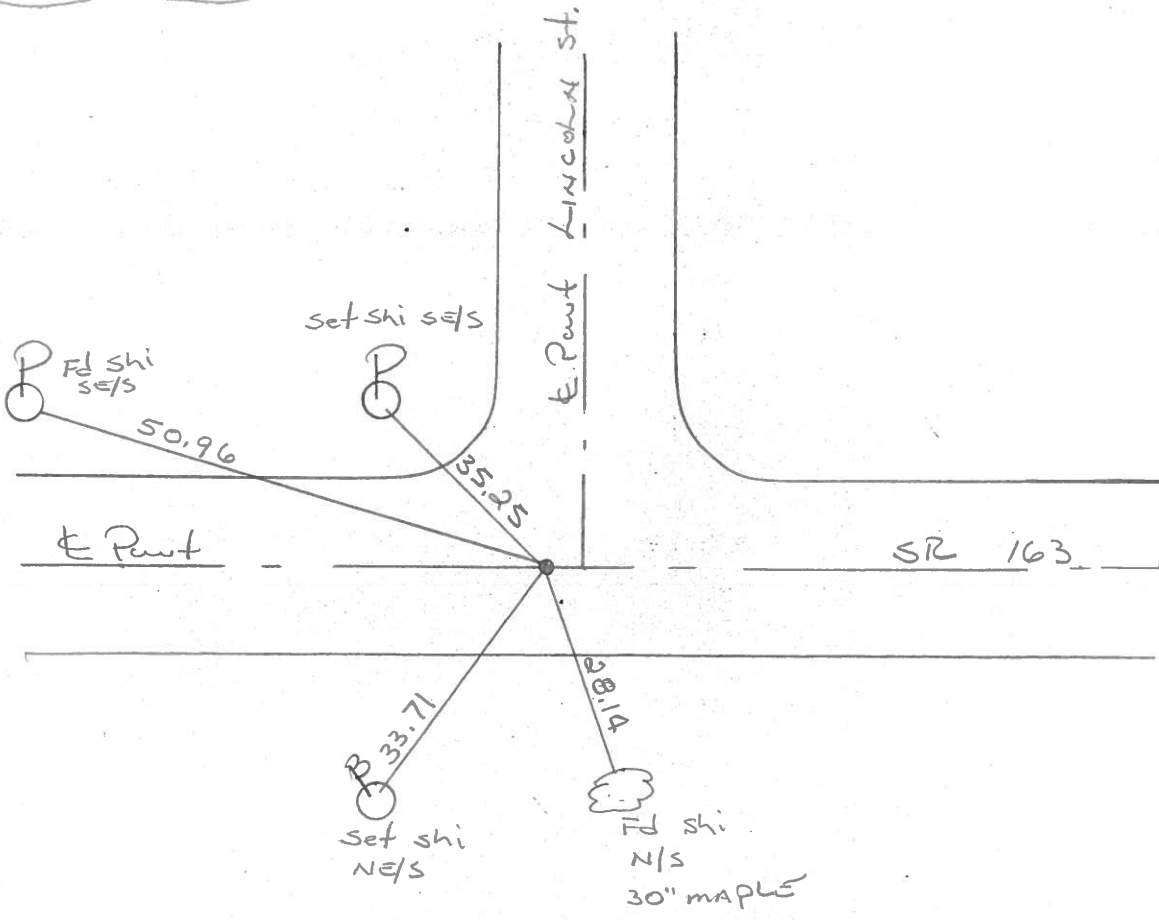 LINCOLN St.
℄ Pavt
Set Shi SE/S
P
P
Fd Shi
SE/S
50.96
35.25
℄ Pavt
SR 163
28.14
33.71
P
Set Shi
NE/S
Fd Shi
N/S
30" MAPLE